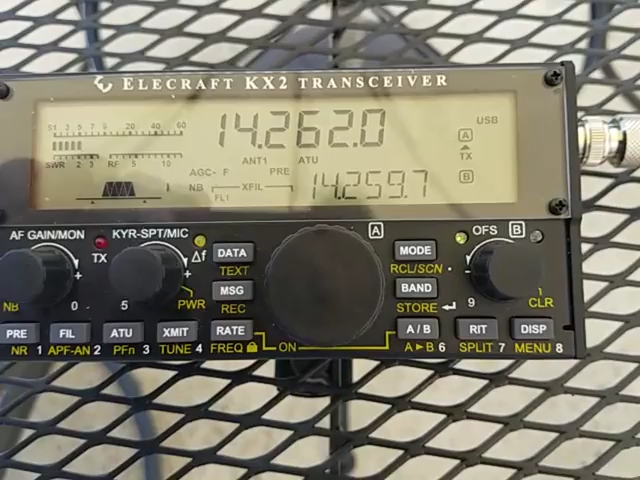 ELECRAFT KX2 TRANSCEIVER
S1 3 5 7 9 20 40 60
SWR 2 3 RF 5 10
14.262.0
USB
A
TX
B
ANT1 ATU
AGC- F PRE
NB XFIL
FL1
14.259.7
AF GAIN/MON
TX
KYR-SPT/MIC
Δf
DATA
TEXT
MSG
REC
RATE
FREQ
A
MODE
RCL/SCN
BAND
STORE
A / B
A►B 6
OFS B
NB 0
5 PWR
9 CLR
ON
PRE FIL ATU XMIT
NR 1 APF-AN 2 PFn 3 TUNE 4
RIT DISP
SPLIT 7 MENU 8